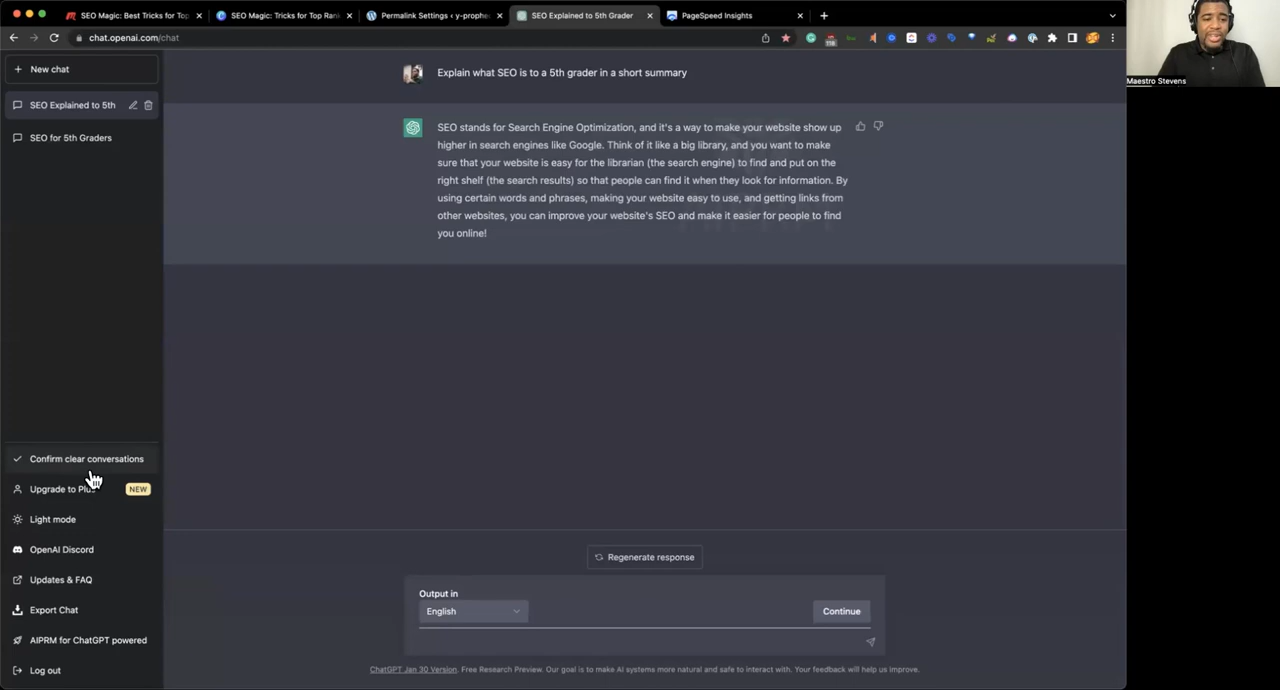 SEO Magic: Best Tricks for Top
SEO Magic: Tricks for Top Rank
Permalink Settings ‹ y-prophe
SEO Explained to 5th Grader
PageSpeed Insights
chat.openai.com/chat
Maestro Stevens
New chat
SEO Explained to 5th
SEO for 5th Graders
Explain what SEO is to a 5th grader in a short summary
SEO stands for Search Engine Optimization, and it's a way to make your website show up
higher in search engines like Google. Think of it like a big library, and you want to make
sure that your website is easy for the librarian (the search engine) to find and put on the
right shelf (the search results) so that people can find it when they look for information. By
using certain words and phrases, making your website easy to use, and getting links from
other websites, you can improve your website's SEO and make it easier for people to find
you online!
Confirm clear conversations
Upgrade to Plus NEW
Light mode
OpenAI Discord
Updates & FAQ
Export Chat
AIPRM for ChatGPT powered
Log out
Regenerate response
Output in
English
Continue
ChatGPT Jan 30 Version. Free Research Preview. Our goal is to make AI systems more natural and safe to interact with. Your feedback will help us improve.